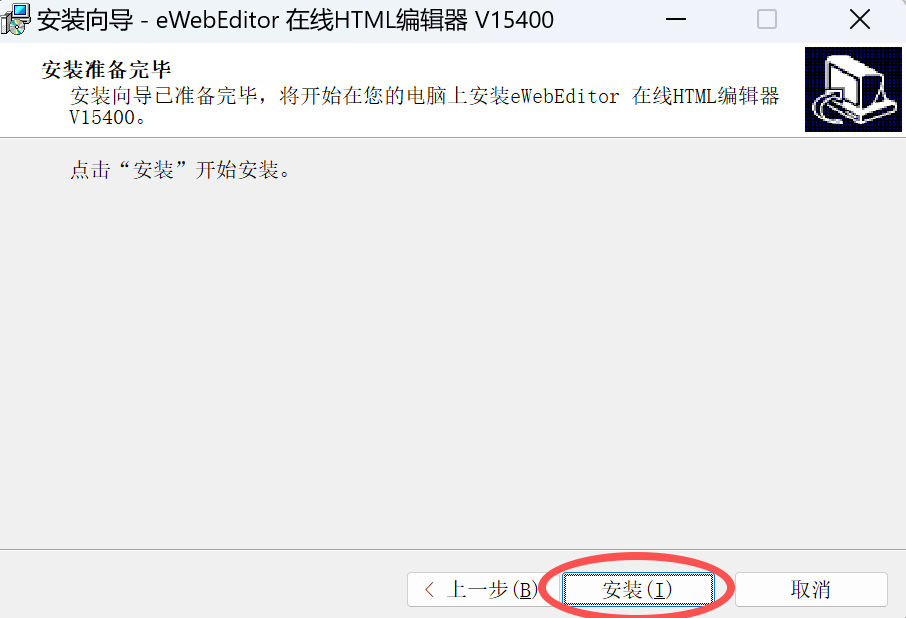 安装向导 - eWebEditor 在线HTML编辑器 V15400
安装准备完毕
安装向导已准备完毕，将开始在您的电脑上安装eWebEditor 在线HTML编辑器
V15400。
点击“安装”开始安装。
< 上一步(B) 安装(I) 取消